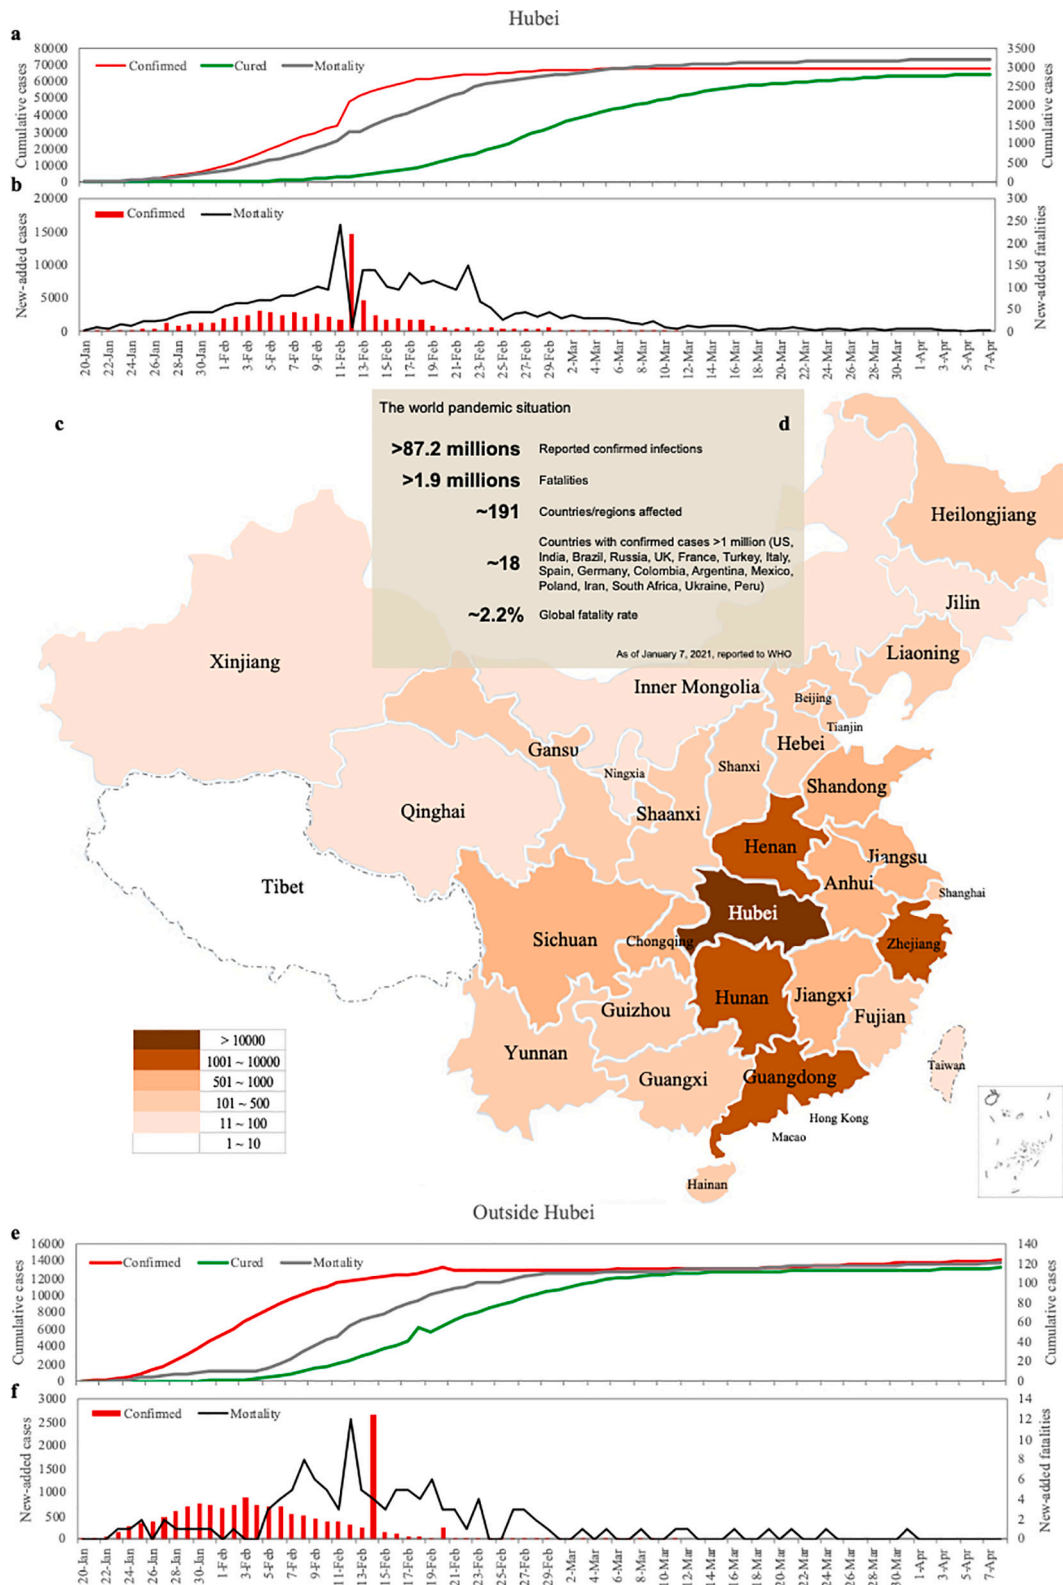 Hubei
a
80000
70000
60000
50000
40000
30000
20000
10000
0
Cumulative cases
Confirmed Cured Mortality
3500
3000
2500
2000
1500
1000
500
0
Cumulative cases
b
20000
15000
10000
5000
0
New-added cases
Confirmed Mortality
300
250
200
150
100
50
0
New-added fatalities
20-Jan 22-Jan 24-Jan 26-Jan 28-Jan 30-Jan 1-Feb 3-Feb 5-Feb 7-Feb 9-Feb 11-Feb 13-Feb 15-Feb 17-Feb 19-Feb 21-Feb 23-Feb 25-Feb 27-Feb 29-Feb 2-Mar 4-Mar 6-Mar 8-Mar 10-Mar 12-Mar 14-Mar 16-Mar 18-Mar 20-Mar 22-Mar 24-Mar 26-Mar 28-Mar 30-Mar 1-Apr 3-Apr 5-Apr 7-Apr
c
d
The world pandemic situation
>87.2 millions Reported confirmed infections
>1.9 millions Fatalities
~191 Countries/regions affected
~18 Countries with confirmed cases >1 million (US,
India, Brazil, Russia, UK, France, Turkey, Italy,
Spain, Germany, Colombia, Argentina, Mexico,
Poland, Iran, South Africa, Ukraine, Peru)
~2.2% Global fatality rate
As of January 7, 2021, reported to WHO
Heilongjiang
Jilin
Liaoning
Xinjiang
Inner Mongolia
Beijing
Tianjin
Hebei
Gansu
Ningxia
Shanxi
Shandong
Qinghai
Shaanxi
Henan
Jiangsu
Anhui
Tibet
Shanghai
Hubei
Sichuan
Chongqing
Zhejiang
Hunan
Jiangxi
Guizhou
Fujian
Yunnan
Taiwan
Guangxi
Guangdong
Hong Kong
Macao
Hainan
> 10000
1001 ~ 10000
501 ~ 1000
101 ~ 500
11 ~ 100
1 ~ 10
Outside Hubei
e
16000
14000
12000
10000
8000
6000
4000
2000
0
Cumulative cases
Confirmed Cured Mortality
140
120
100
80
60
40
20
0
Cumulative cases
f
3000
2500
2000
1500
1000
500
0
New-added cases
Confirmed Mortality
14
12
10
8
6
4
2
0
New-added fatalities
20-Jan 22-Jan 24-Jan 26-Jan 28-Jan 30-Jan 1-Feb 3-Feb 5-Feb 7-Feb 9-Feb 11-Feb 13-Feb 15-Feb 17-Feb 19-Feb 21-Feb 23-Feb 25-Feb 27-Feb 29-Feb 2-Mar 4-Mar 6-Mar 8-Mar 10-Mar 12-Mar 14-Mar 16-Mar 18-Mar 20-Mar 22-Mar 24-Mar 26-Mar 28-Mar 30-Mar 1-Apr 3-Apr 5-Apr 7-Apr